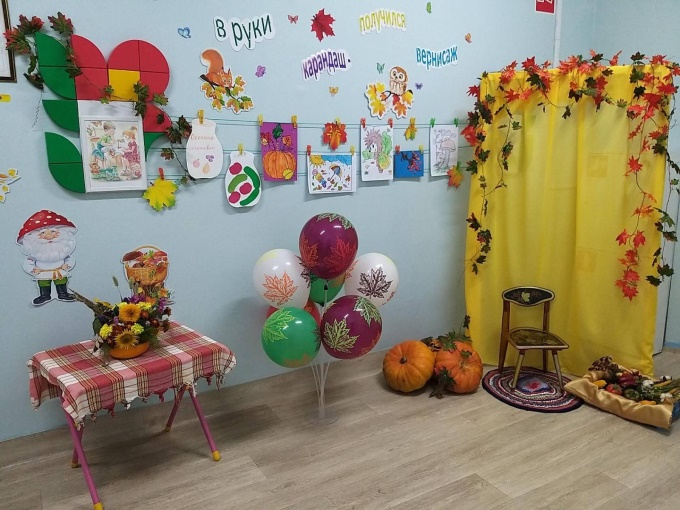 в руки
карандаш -
получился
вернисаж